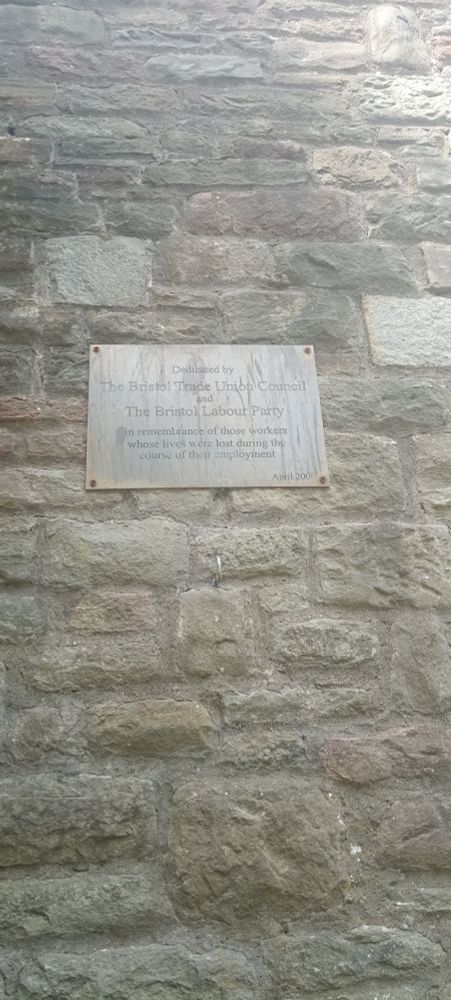 Dedicated by
The Bristol Trade Union Council
and
The Bristol Labour Party
in remembrance of those workers
whose lives were lost during the
course of their employment
April